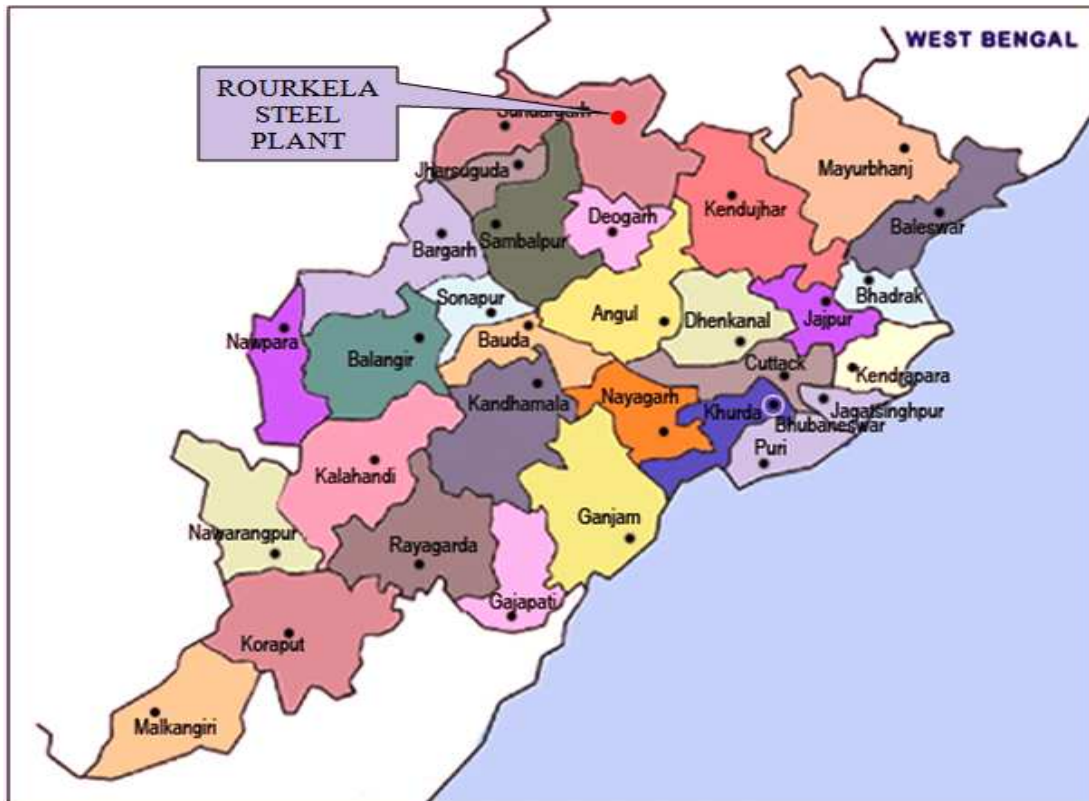 WEST BENGAL
ROURKELA
STEEL
PLANT
Sundargarh
Jharsuguda
Mayurbhanj
Kendujhar
Deogarh
Baleswar
Bargarh
Sambalpur
Sonapur
Bhadrak
Angul
Dhenkanal
Jajpur
Nawpara
Balangir
Bauda
Cuttack
Kendrapara
Kandhamala
Nayagarh
Khurda
Jagatsinghpur
Bhubaneswar
Puri
Kalahandi
Ganjam
Nawarangpur
Rayagarda
Gajapati
Koraput
Malkangiri